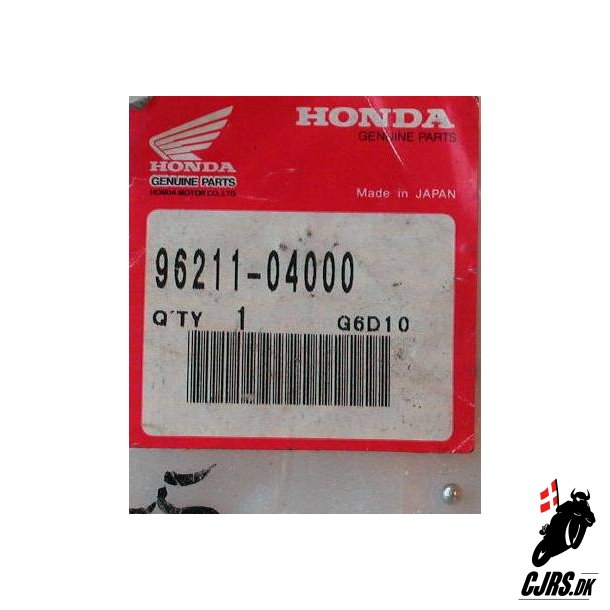 HONDA
GENUINE PARTS
HONDA
GENUINE PARTS
HONDA MOTOR CO., LTD.
Made in JAPAN
96211-04000
Q'TY 1 G6D10
CJRS.DK